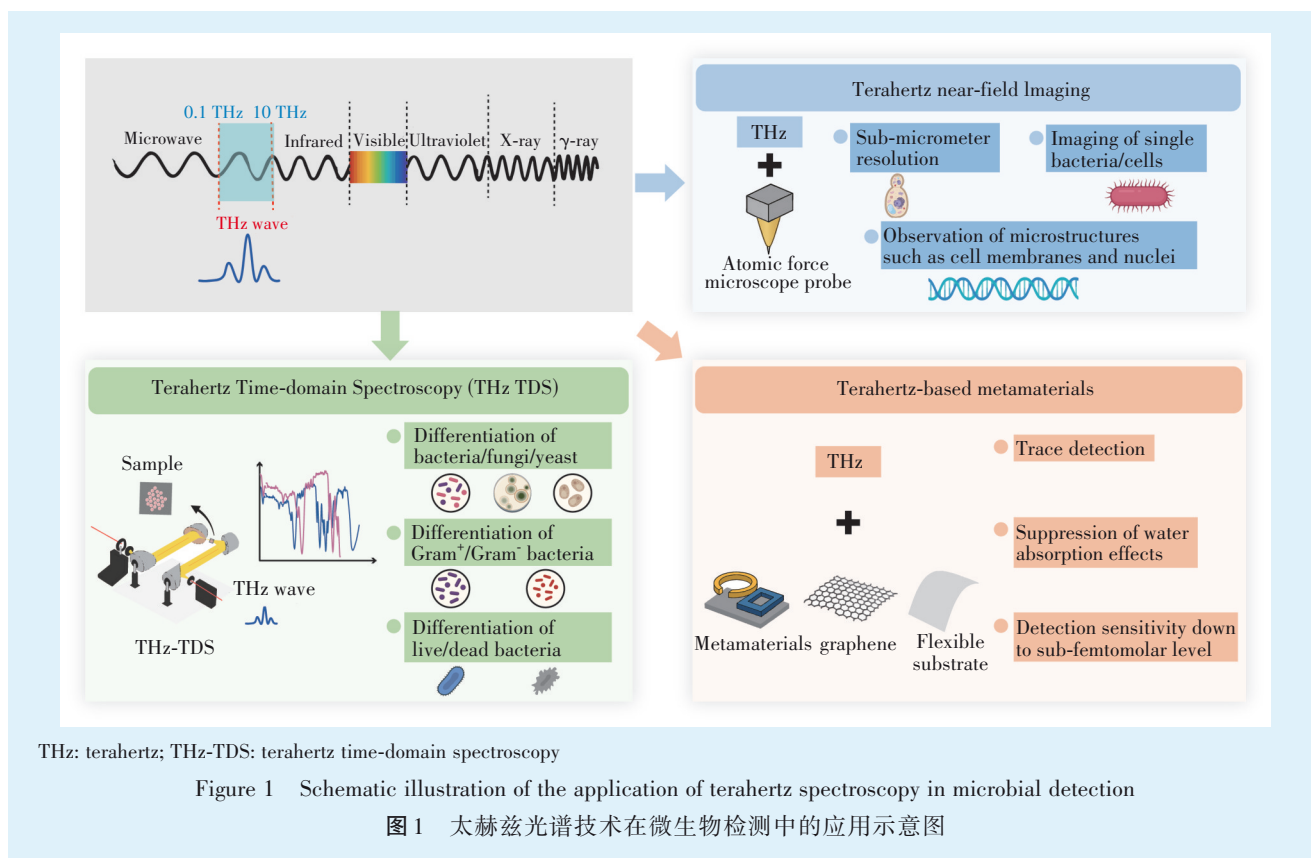 0.1 THz 10 THz
Microwave
Infrared
Visible
Ultraviolet
X-ray
γ-ray
THz wave
Terahertz near-field Imaging
THz
Atomic force
microscope probe
Sub-micrometer
resolution
Imaging of single
bacteria/cells
Observation of microstructures
such as cell membranes and nuclei
Terahertz Time-domain Spectroscopy (THz TDS)
Sample
THz wave
THz-TDS
Differentiation of
bacteria/fungi/yeast
Differentiation of
Gram⁺/Gram⁻ bacteria
Differentiation of
live/dead bacteria
Terahertz-based metamaterials
THz
Metamaterials
graphene
Flexible
substrate
Trace detection
Suppression of water
absorption effects
Detection sensitivity down
to sub-femtomolar level
THz: terahertz; THz-TDS: terahertz time-domain spectroscopy
Figure 1 Schematic illustration of the application of terahertz spectroscopy in microbial detection
图1 太赫兹光谱技术在微生物检测中的应用示意图